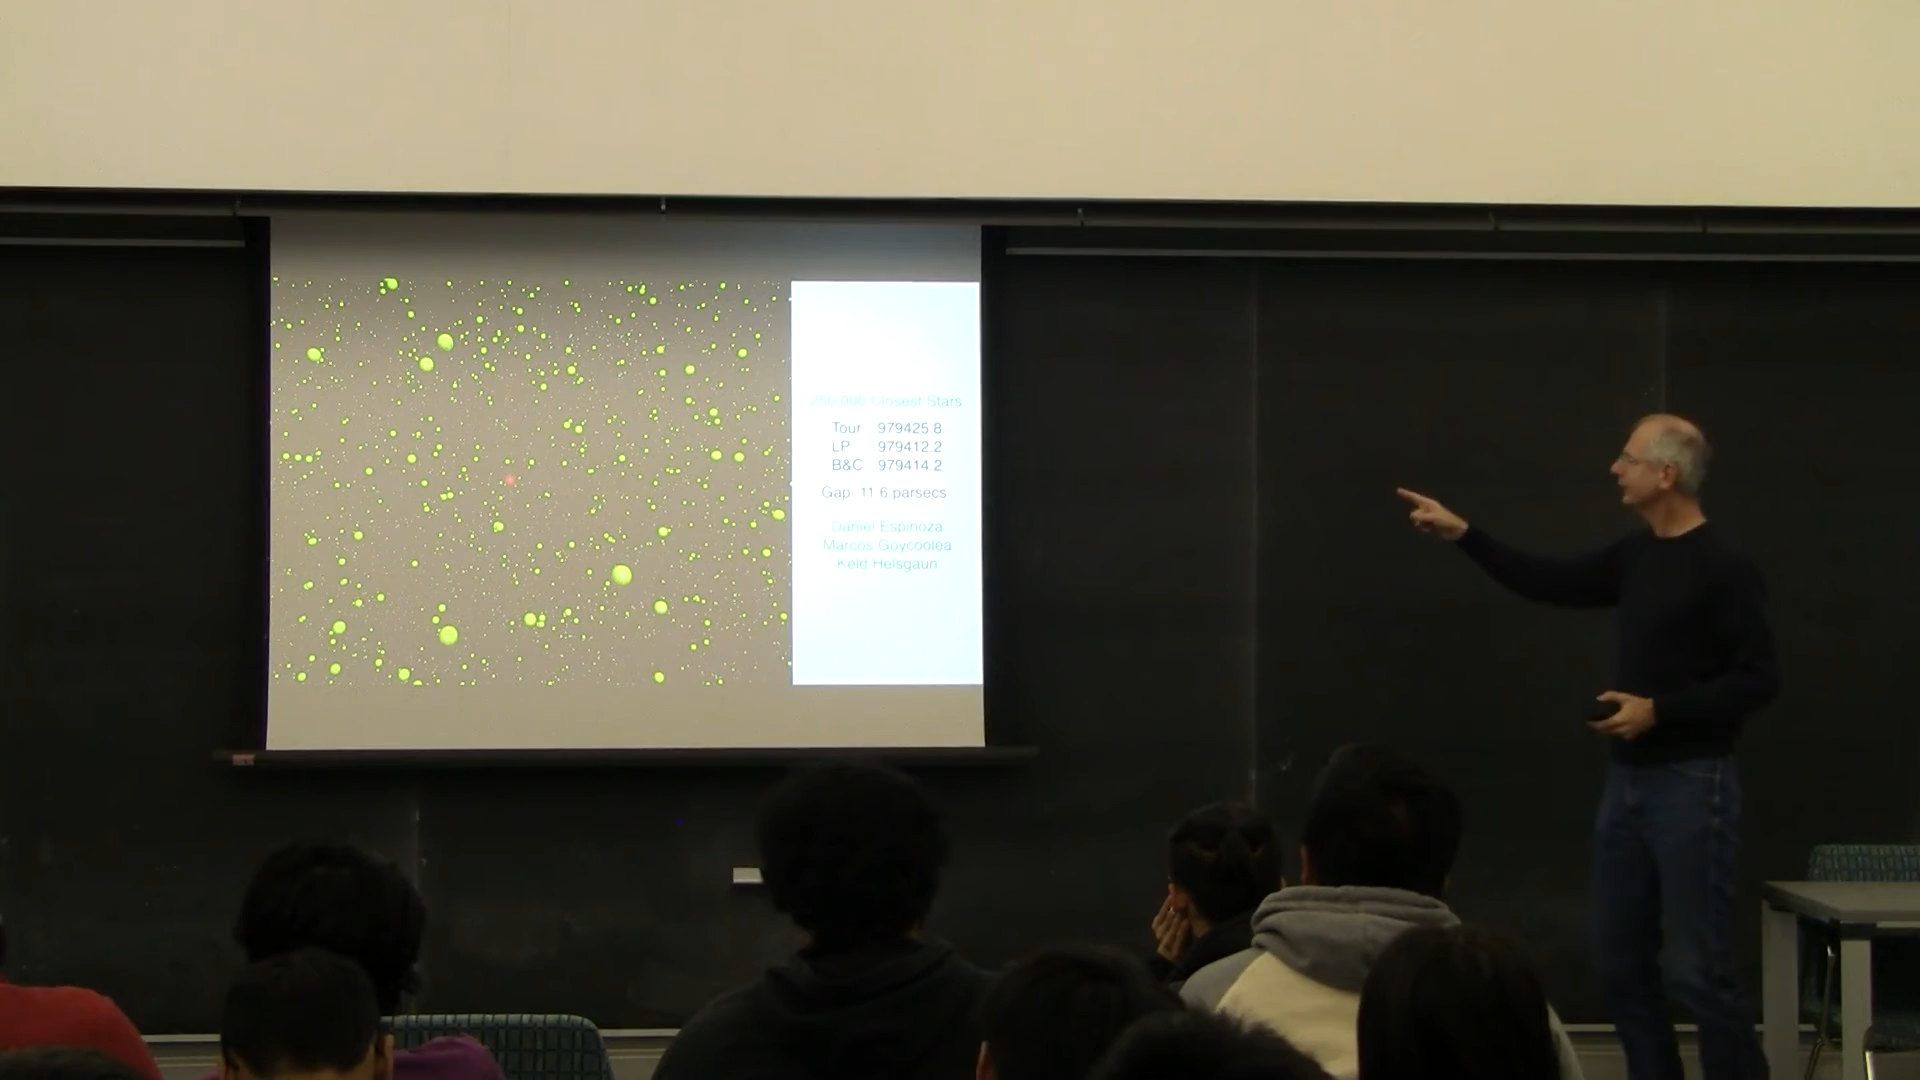 Closest Stars
Tour 979425.8
LP 979412.2
B&C 979414.2
Gap 11.6 parsecs
Daniel Espinoza
Marcos Goycoolea
Keld Helsgaun